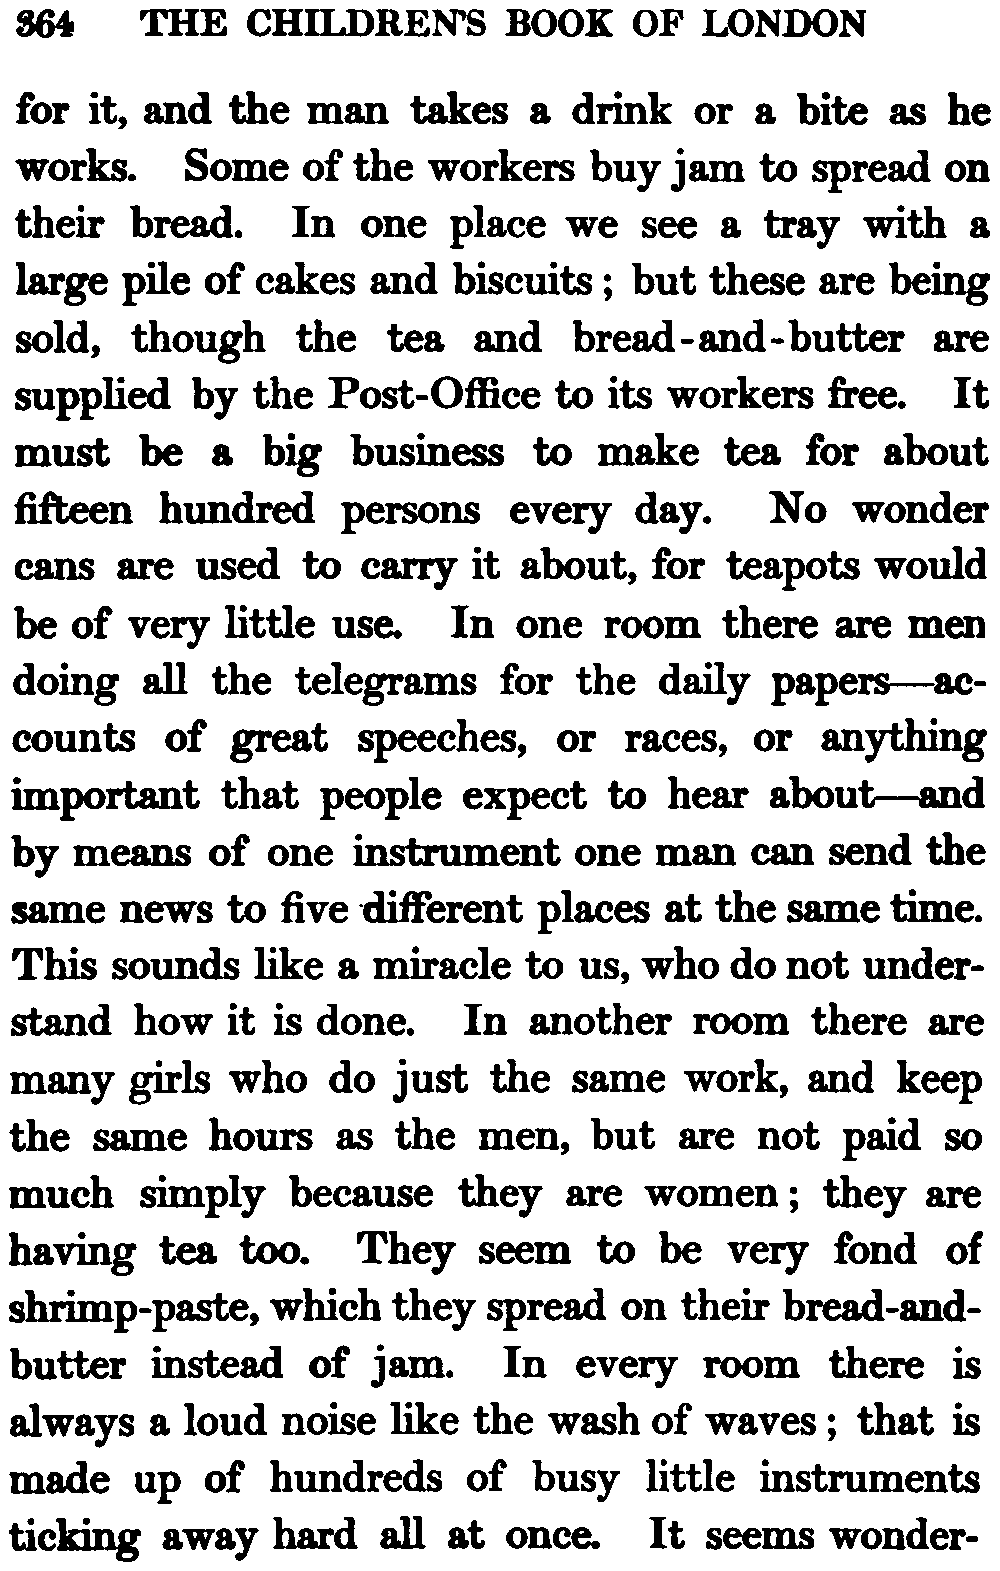 364 THE CHILDREN'S BOOK OF LONDON
for it, and the man takes a drink or a bite as he
works. Some of the workers buy jam to spread on
their bread. In one place we see a tray with a
large pile of cakes and biscuits; but these are being
sold, though the tea and bread-and-butter are
supplied by the Post-Office to its workers free. It
must be a big business to make tea for about
fifteen hundred persons every day. No wonder
cans are used to carry it about, for teapots would
be of very little use. In one room there are men
doing all the telegrams for the daily papers—ac-
counts of great speeches, or races, or anything
important that people expect to hear about—and
by means of one instrument one man can send the
same news to five different places at the same time.
This sounds like a miracle to us, who do not under-
stand how it is done. In another room there are
many girls who do just the same work, and keep
the same hours as the men, but are not paid so
much simply because they are women; they are
having tea too. They seem to be very fond of
shrimp-paste, which they spread on their bread-and-
butter instead of jam. In every room there is
always a loud noise like the wash of waves; that is
made up of hundreds of busy little instruments
ticking away hard all at once. It seems wonder-